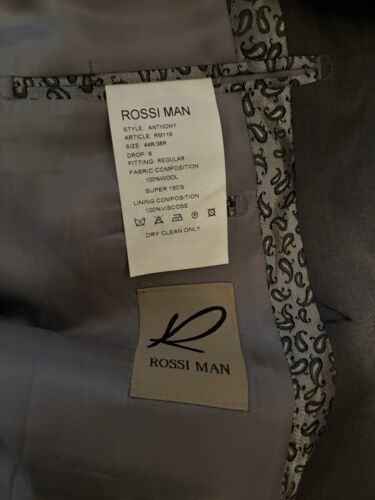 ROSSI MAN
STYLE: ANTHONY
ARTICLE: RM119
SIZE: 44R/38R
DROP: 6
FITTING: REGULAR
FABRIC COMPOSITION
100%WOOL
SUPER 150'S
LINING COMPOSITION
100%VISCOSE
DRY CLEAN ONLY
R
ROSSI MAN